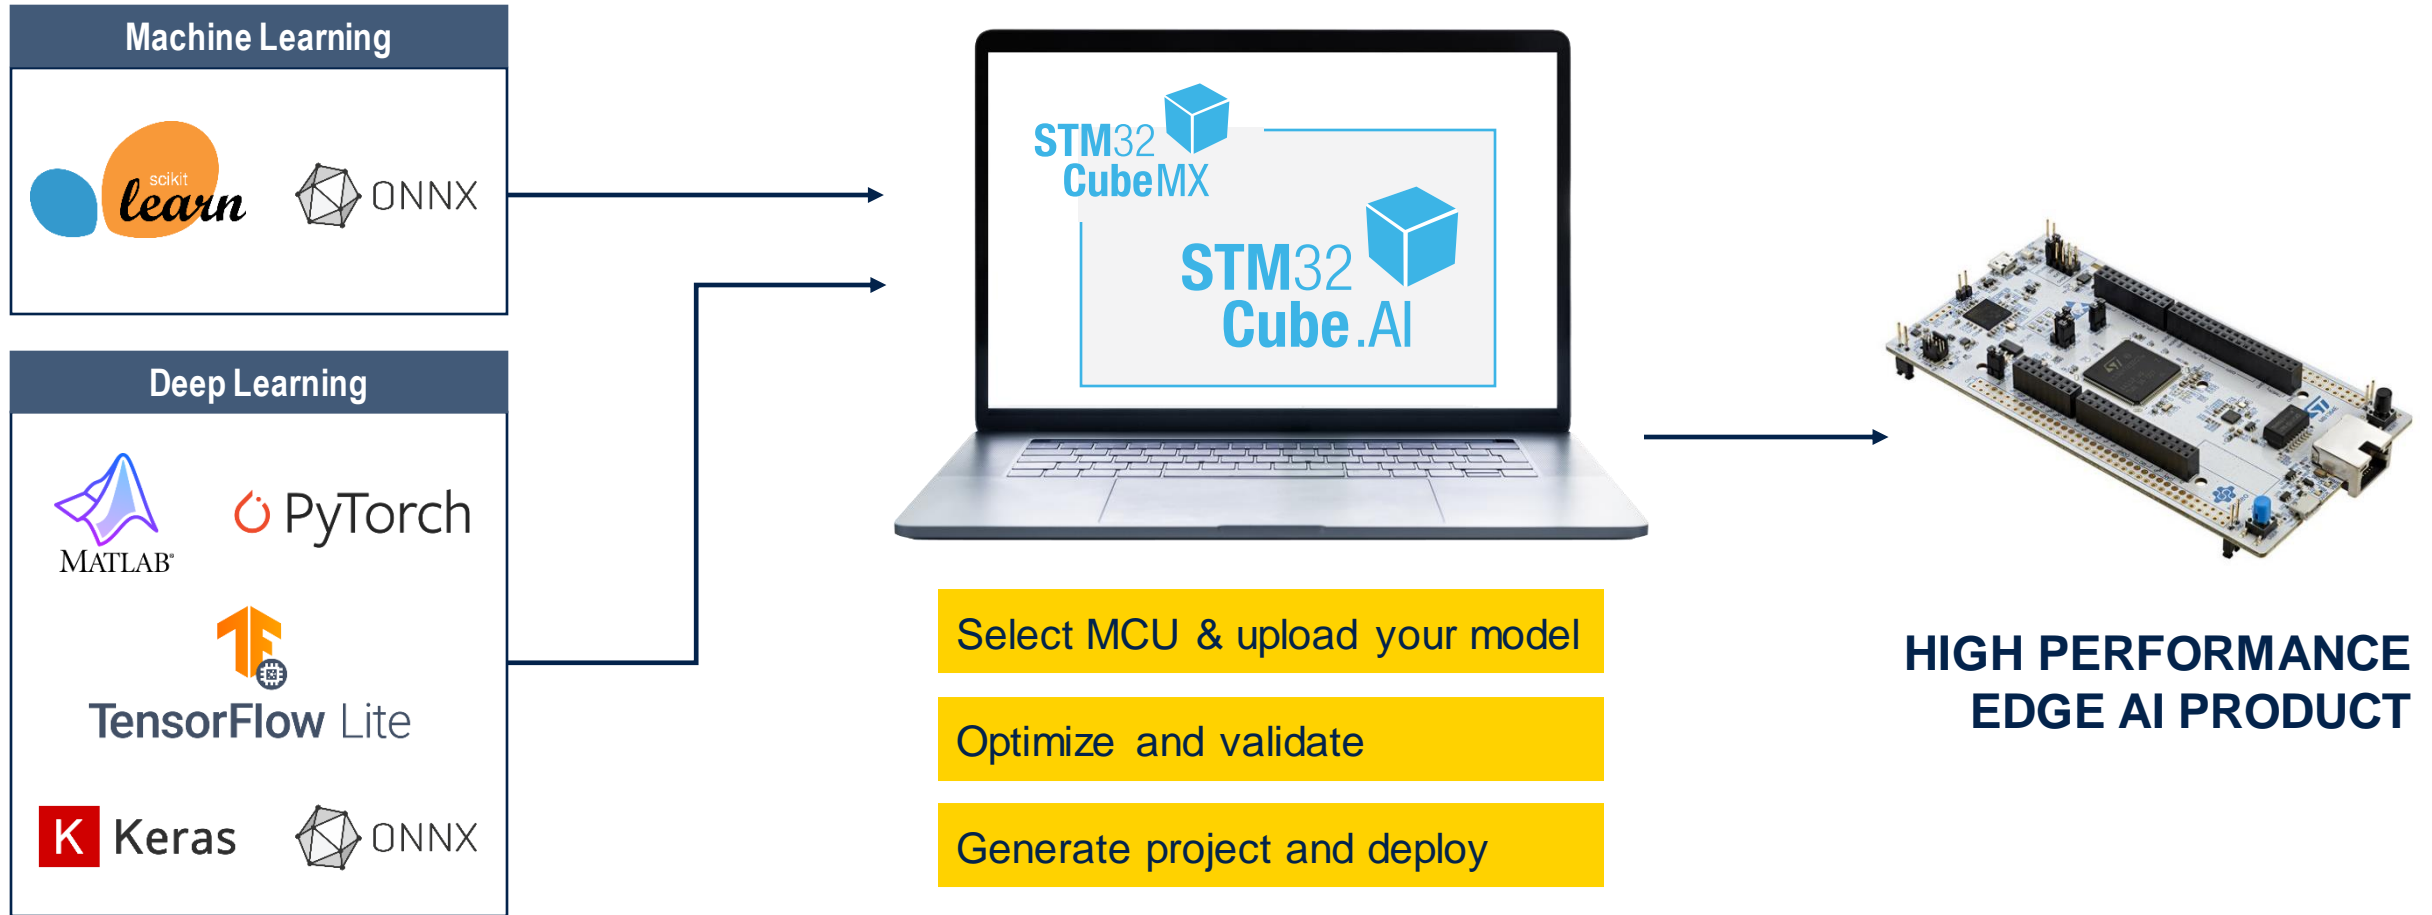 Machine Learning
scikit
learn
ONNX
Deep Learning
MATLAB®
PyTorch
TensorFlow Lite
K Keras
ONNX
STM32
CubeMX
STM32
Cube.AI
Select MCU & upload your model
Optimize and validate
Generate project and deploy
ST
HIGH PERFORMANCE
EDGE AI PRODUCT